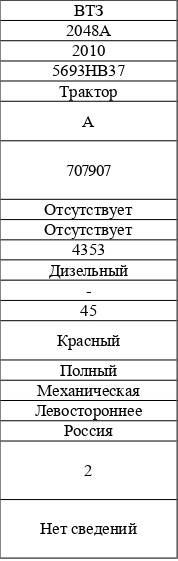 ВТЗ
2048А
2010
5693НВ37
Трактор
А
707907
Отсутствует
Отсутствует
4353
Дизельный
-
45
Красный
Полный
Механическая
Левостороннее
Россия
2
Нет сведений